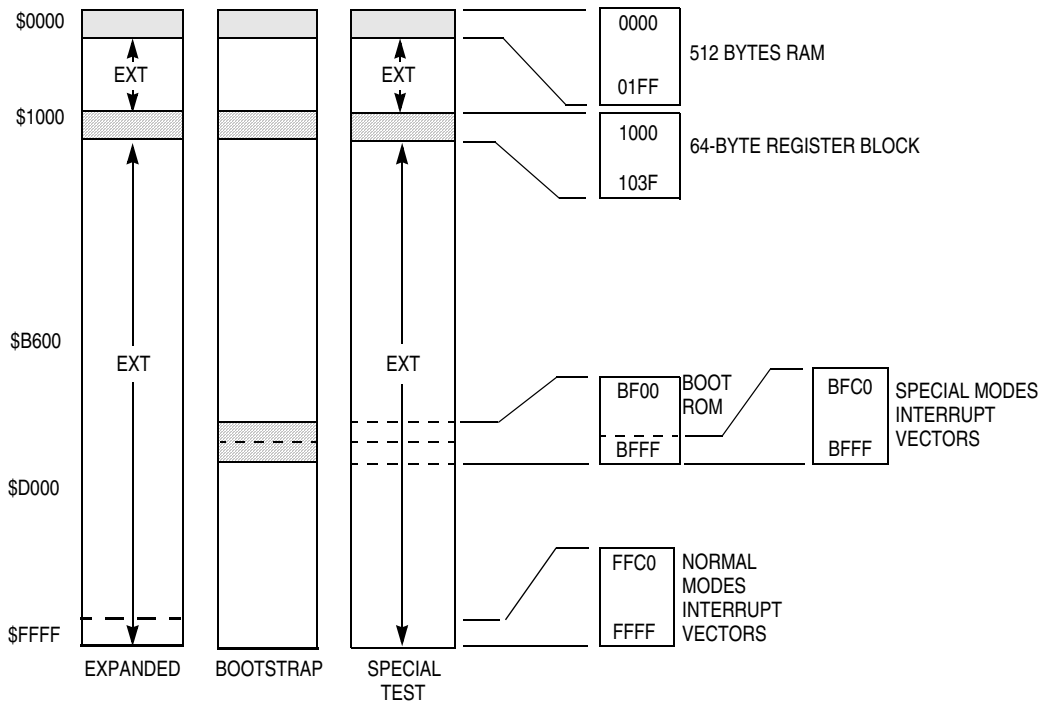 $0000
$1000
$B600
$D000
$FFFF
EXT
EXT
EXPANDED
BOOTSTRAP
EXT
EXT
SPECIAL
TEST
0000
01FF
512 BYTES RAM
1000
103F
64-BYTE REGISTER BLOCK
BF00
BFFF
BOOT
ROM
BFC0
BFFF
SPECIAL MODES
INTERRUPT
VECTORS
FFC0
FFFF
NORMAL
MODES
INTERRUPT
VECTORS